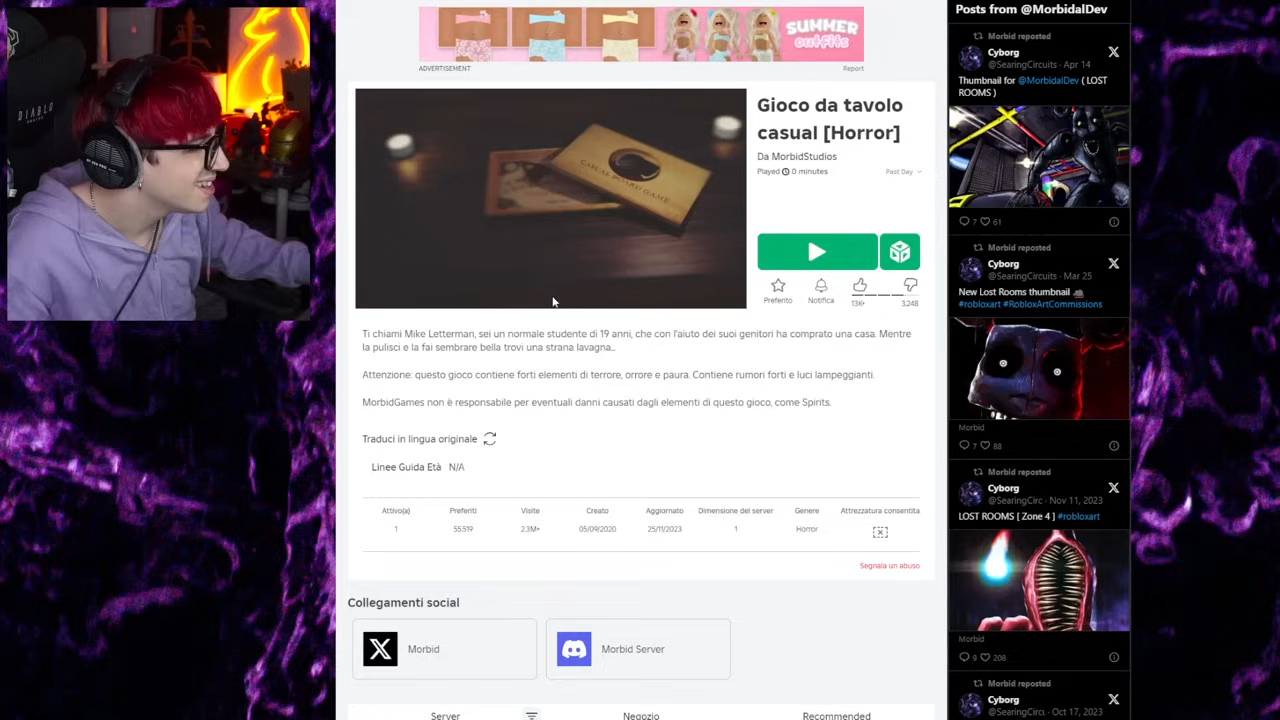 DIABLO
SUMMER
outfits
ADVERTISEMENT
Report
CASUAL BOARD GAME
Gioco da tavolo
casual [Horror]
Da MorbidStudios
Played 0 minutes
Past Day
Preferito
Notifica
13K+
3,248
Ti chiami Mike Letterman, sei un normale studente di 19 anni, che con l'aiuto dei suoi genitori ha comprato una casa. Mentre
la pulisci e la fai sembrare bella trovi una strana lavagna...
Attenzione: questo gioco contiene forti elementi di terrore, orrore e paura. Contiene rumori forti e luci lampeggianti.
MorbidGames non è responsabile per eventuali danni causati dagli elementi di questo gioco, come Spirits.
Traduci in lingua originale
Linee Guida Età N/A
Attivo(a) Preferiti Visite Creato Aggiornato Dimensione del server Genere Attrezzatura consentita
1 55.519 2.3M+ 05/09/2020 25/11/2023 1 Horror
Segnala un abuso
Collegamenti social
Morbid
Morbid Server
Server
Negozio
Recommended
Posts from @MorbidalDev
Morbid reposted
Cyborg
@SearingCircuits · Apr 14
Thumbnail for @MorbidalDev ( LOST
ROOMS )
7 61
Morbid reposted
Cyborg
@SearingCircuits · Mar 25
New Lost Rooms thumbnail
#robloxart #RobloxArtCommissions
Morbid
7 88
Morbid reposted
Cyborg
@SearingCirc · Nov 11, 2023
LOST ROOMS [ Zone 4 ] #robloxart
Morbid
9 208
Morbid reposted
Cyborg
@SearingCircu · Oct 17, 2023